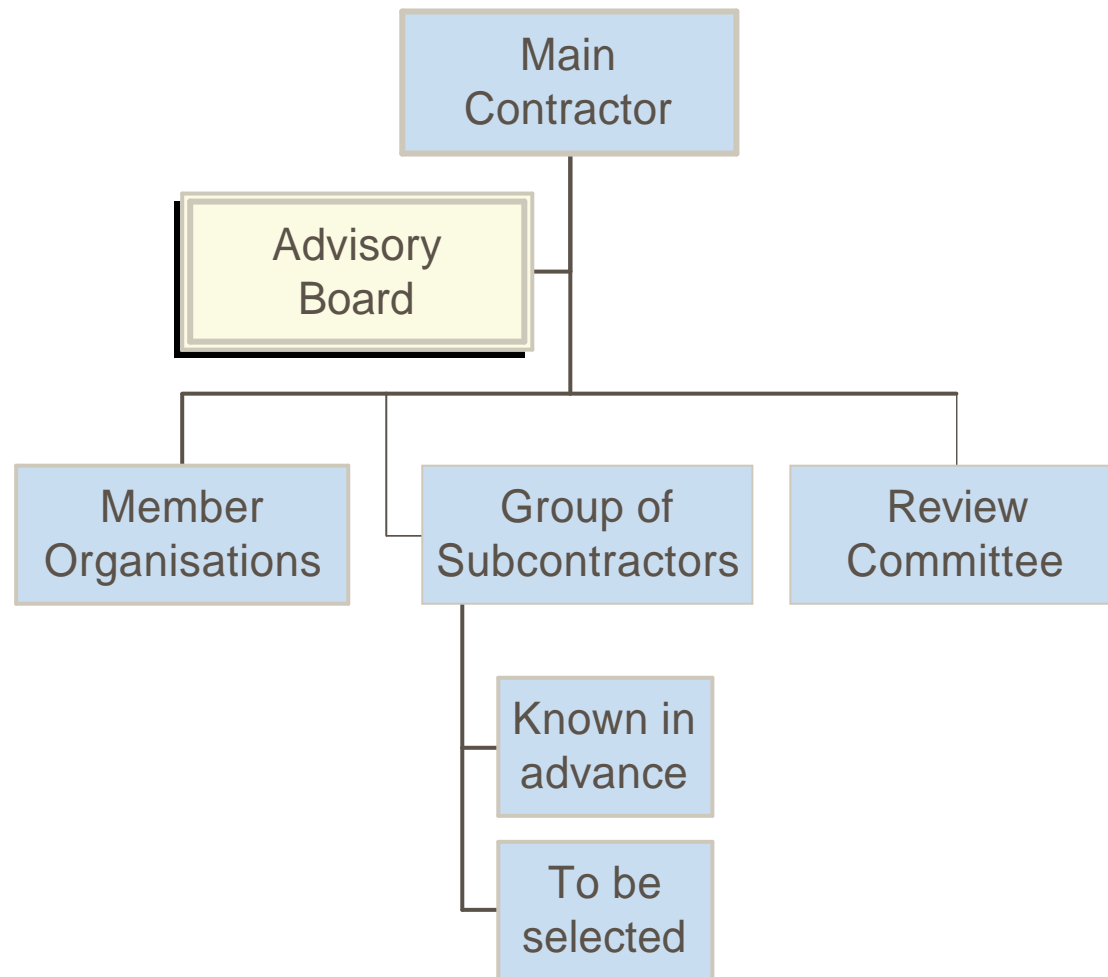 Main
Contractor
Advisory
Board
Member
Organisations
Group of
Subcontractors
Review
Committee
Known in
advance
To be
selected